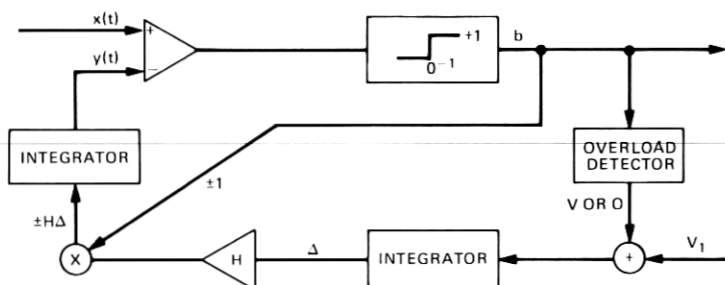 x(t)
+
y(t)
−
+1
0 −1
b
INTEGRATOR
OVERLOAD
DETECTOR
±1
V OR O
±HΔ
X
H
Δ
INTEGRATOR
+
V1